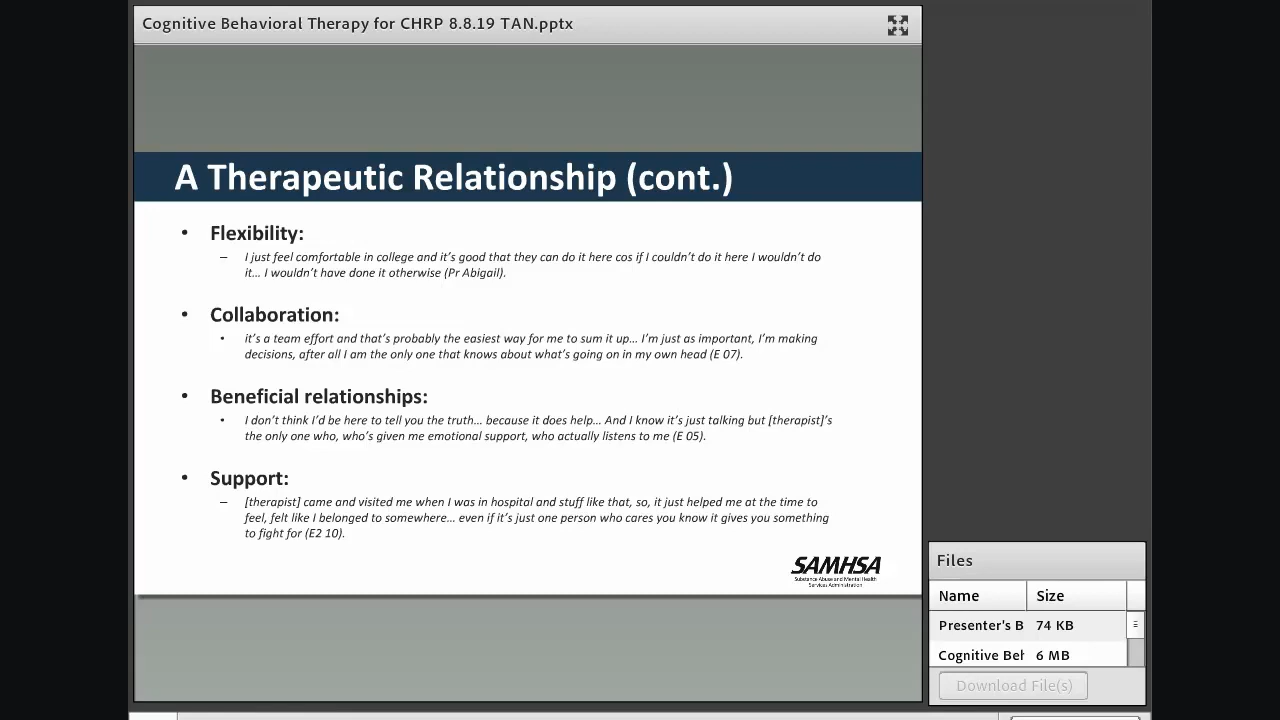 Cognitive Behavioral Therapy for CHRP 8.8.19 TAN.pptx
A Therapeutic Relationship (cont.)
• Flexibility:
– I just feel comfortable in college and it’s good that they can do it here cos if I couldn’t do it here I wouldn’t do
it… I wouldn’t have done it otherwise (Pr Abigail).
• Collaboration:
• it’s a team effort and that’s probably the easiest way for me to sum it up… I’m just as important, I’m making
decisions, after all I am the only one that knows about what’s going on in my own head (E 07).
• Beneficial relationships:
• I don’t think I’d be here to tell you the truth… because it does help… And I know it’s just talking but [therapist]’s
the only one who, who’s given me emotional support, who actually listens to me (E 05).
• Support:
– [therapist] came and visited me when I was in hospital and stuff like that, so, it just helped me at the time to
feel, felt like I belonged to somewhere… even if it’s just one person who cares you know it gives you something
to fight for (E2 10).
SAMHSA
Substance Abuse and Mental Health
Services Administration
Files
Name Size
Presenter's B 74 KB
Cognitive Beh 6 MB
Download File(s)